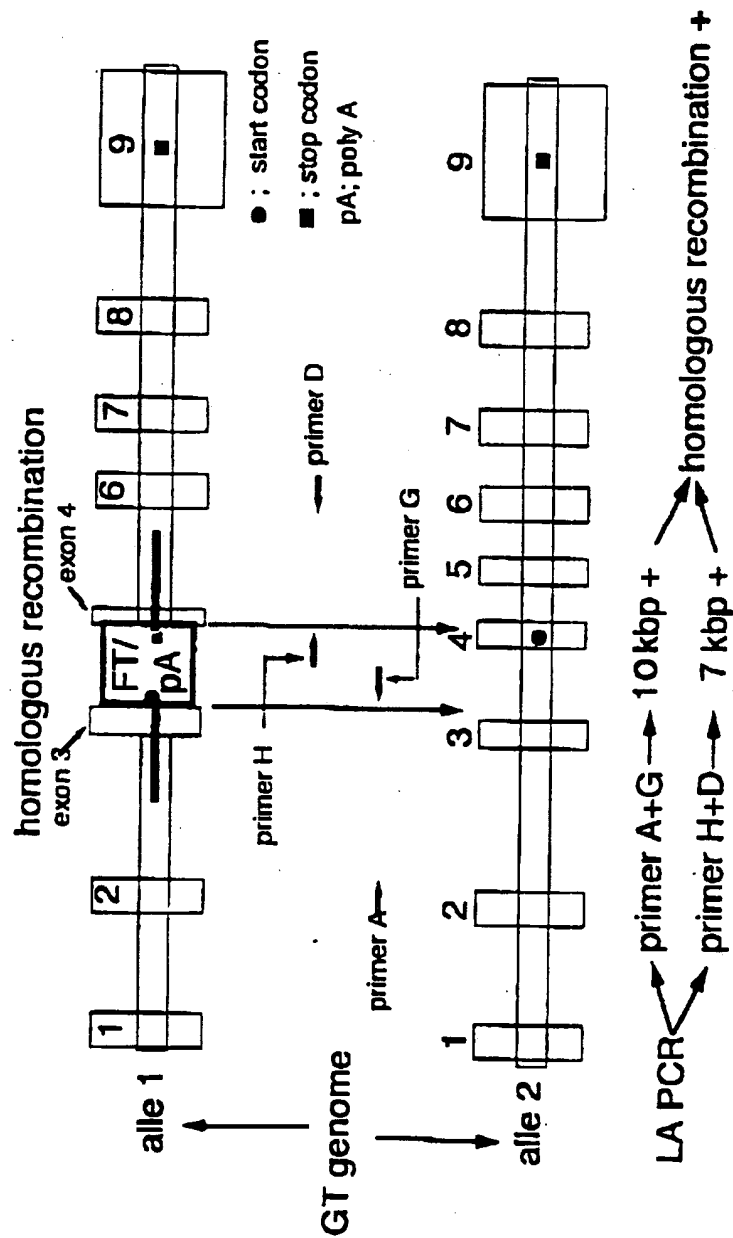 homologous recombination
exon 3
exon 4
1
2
FT/
pA
6
7
8
9
alle 1
● ; start codon
■ ; stop codon
pA; poly A
GT genome
primer A
primer H
primer G
primer D
alle 2
1
2
3
4
5
6
7
8
9
LA PCR
primer A+G
10 kbp +
primer H+D
7 kbp +
homologous recombination +